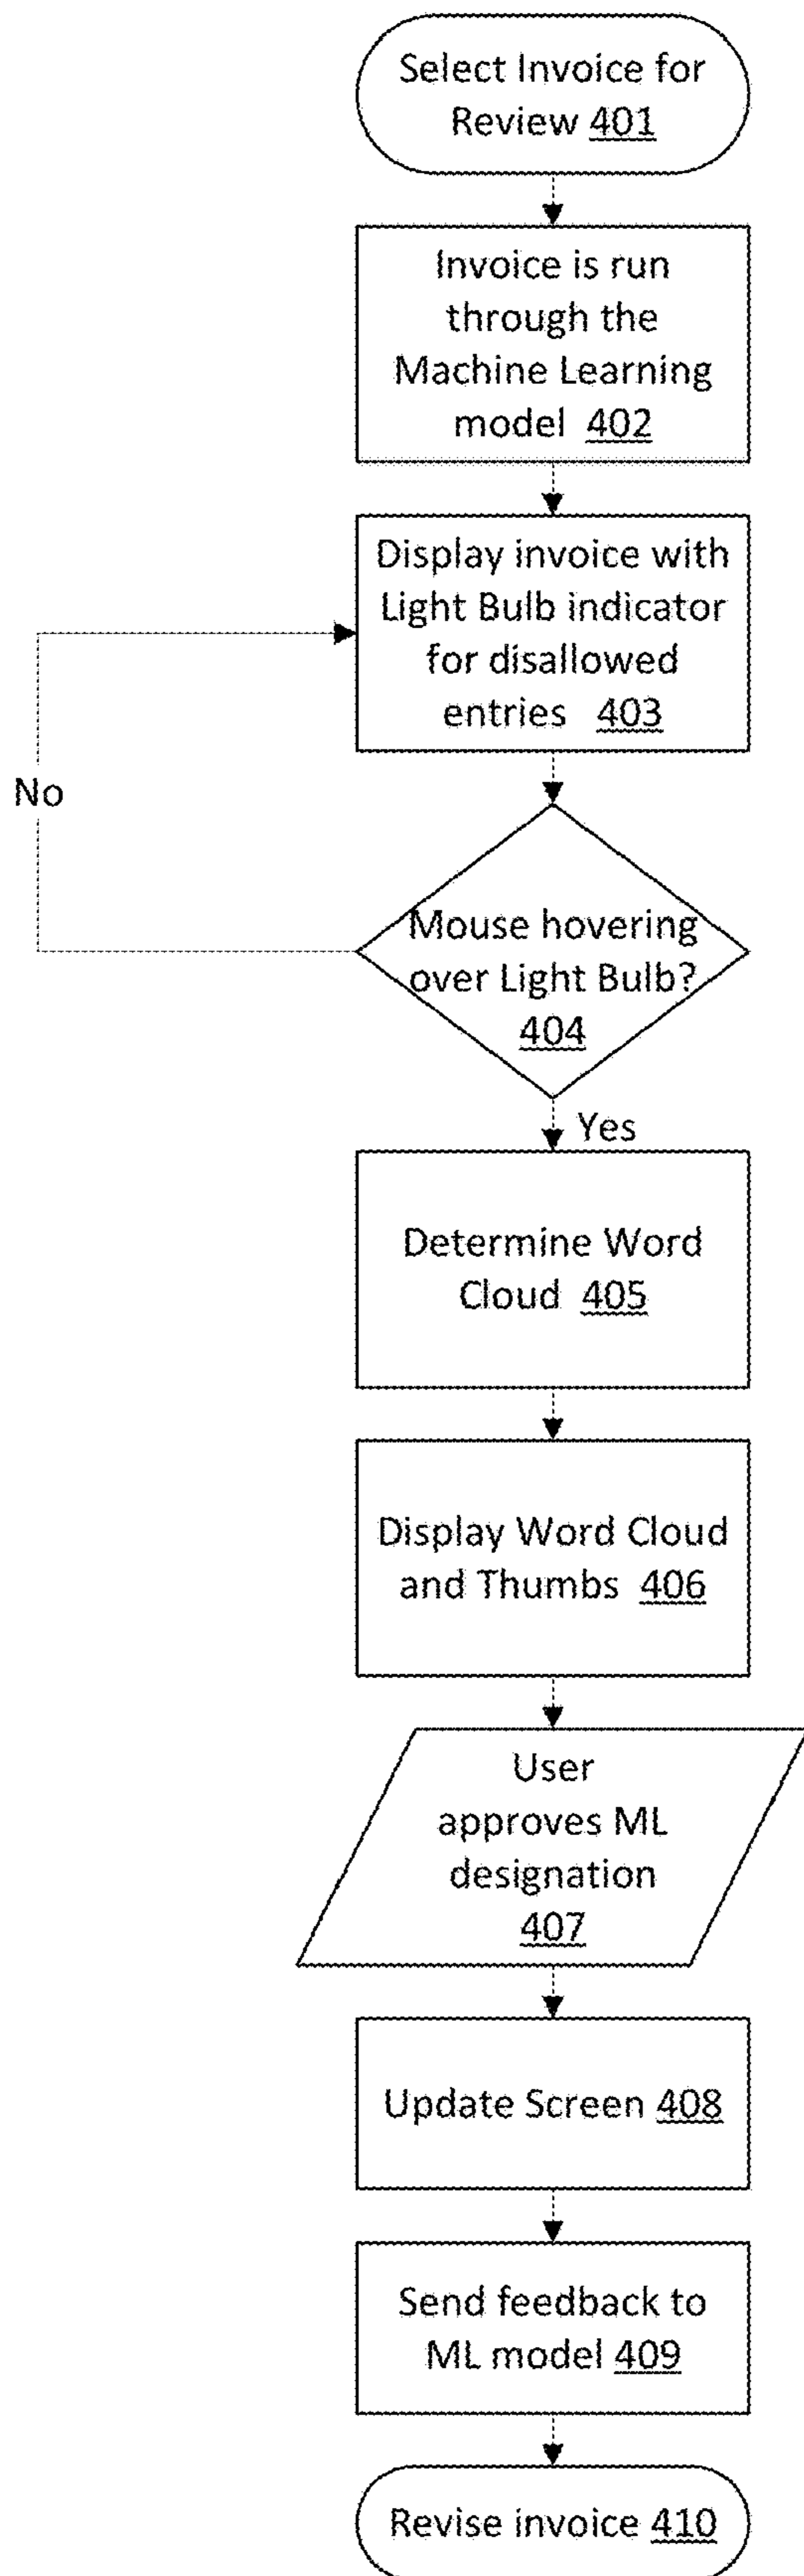 Select Invoice for
Review 401
Invoice is run
through the
Machine Learning
model 402
Display invoice with
Light Bulb indicator
for disallowed
entries 403
No
Mouse hovering
over Light Bulb?
404
Yes
Determine Word
Cloud 405
Display Word Cloud
and Thumbs 406
User
approves ML
designation
407
Update Screen 408
Send feedback to
ML model 409
Revise invoice 410